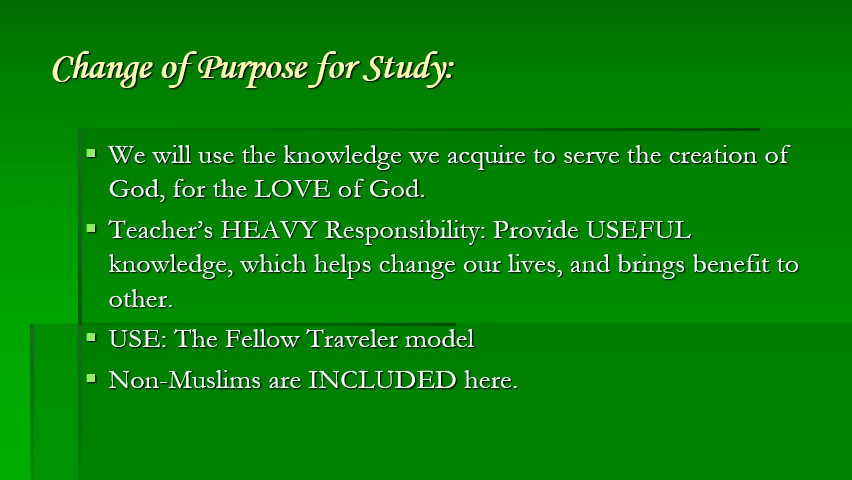 Change of Purpose for Study:
We will use the knowledge we acquire to serve the creation of
God, for the LOVE of God.
Teacher's HEAVY Responsibility: Provide USEFUL
knowledge, which helps change our lives, and brings benefit to
other.
USE: The Fellow Traveler model
Non-Muslims are INCLUDED here.